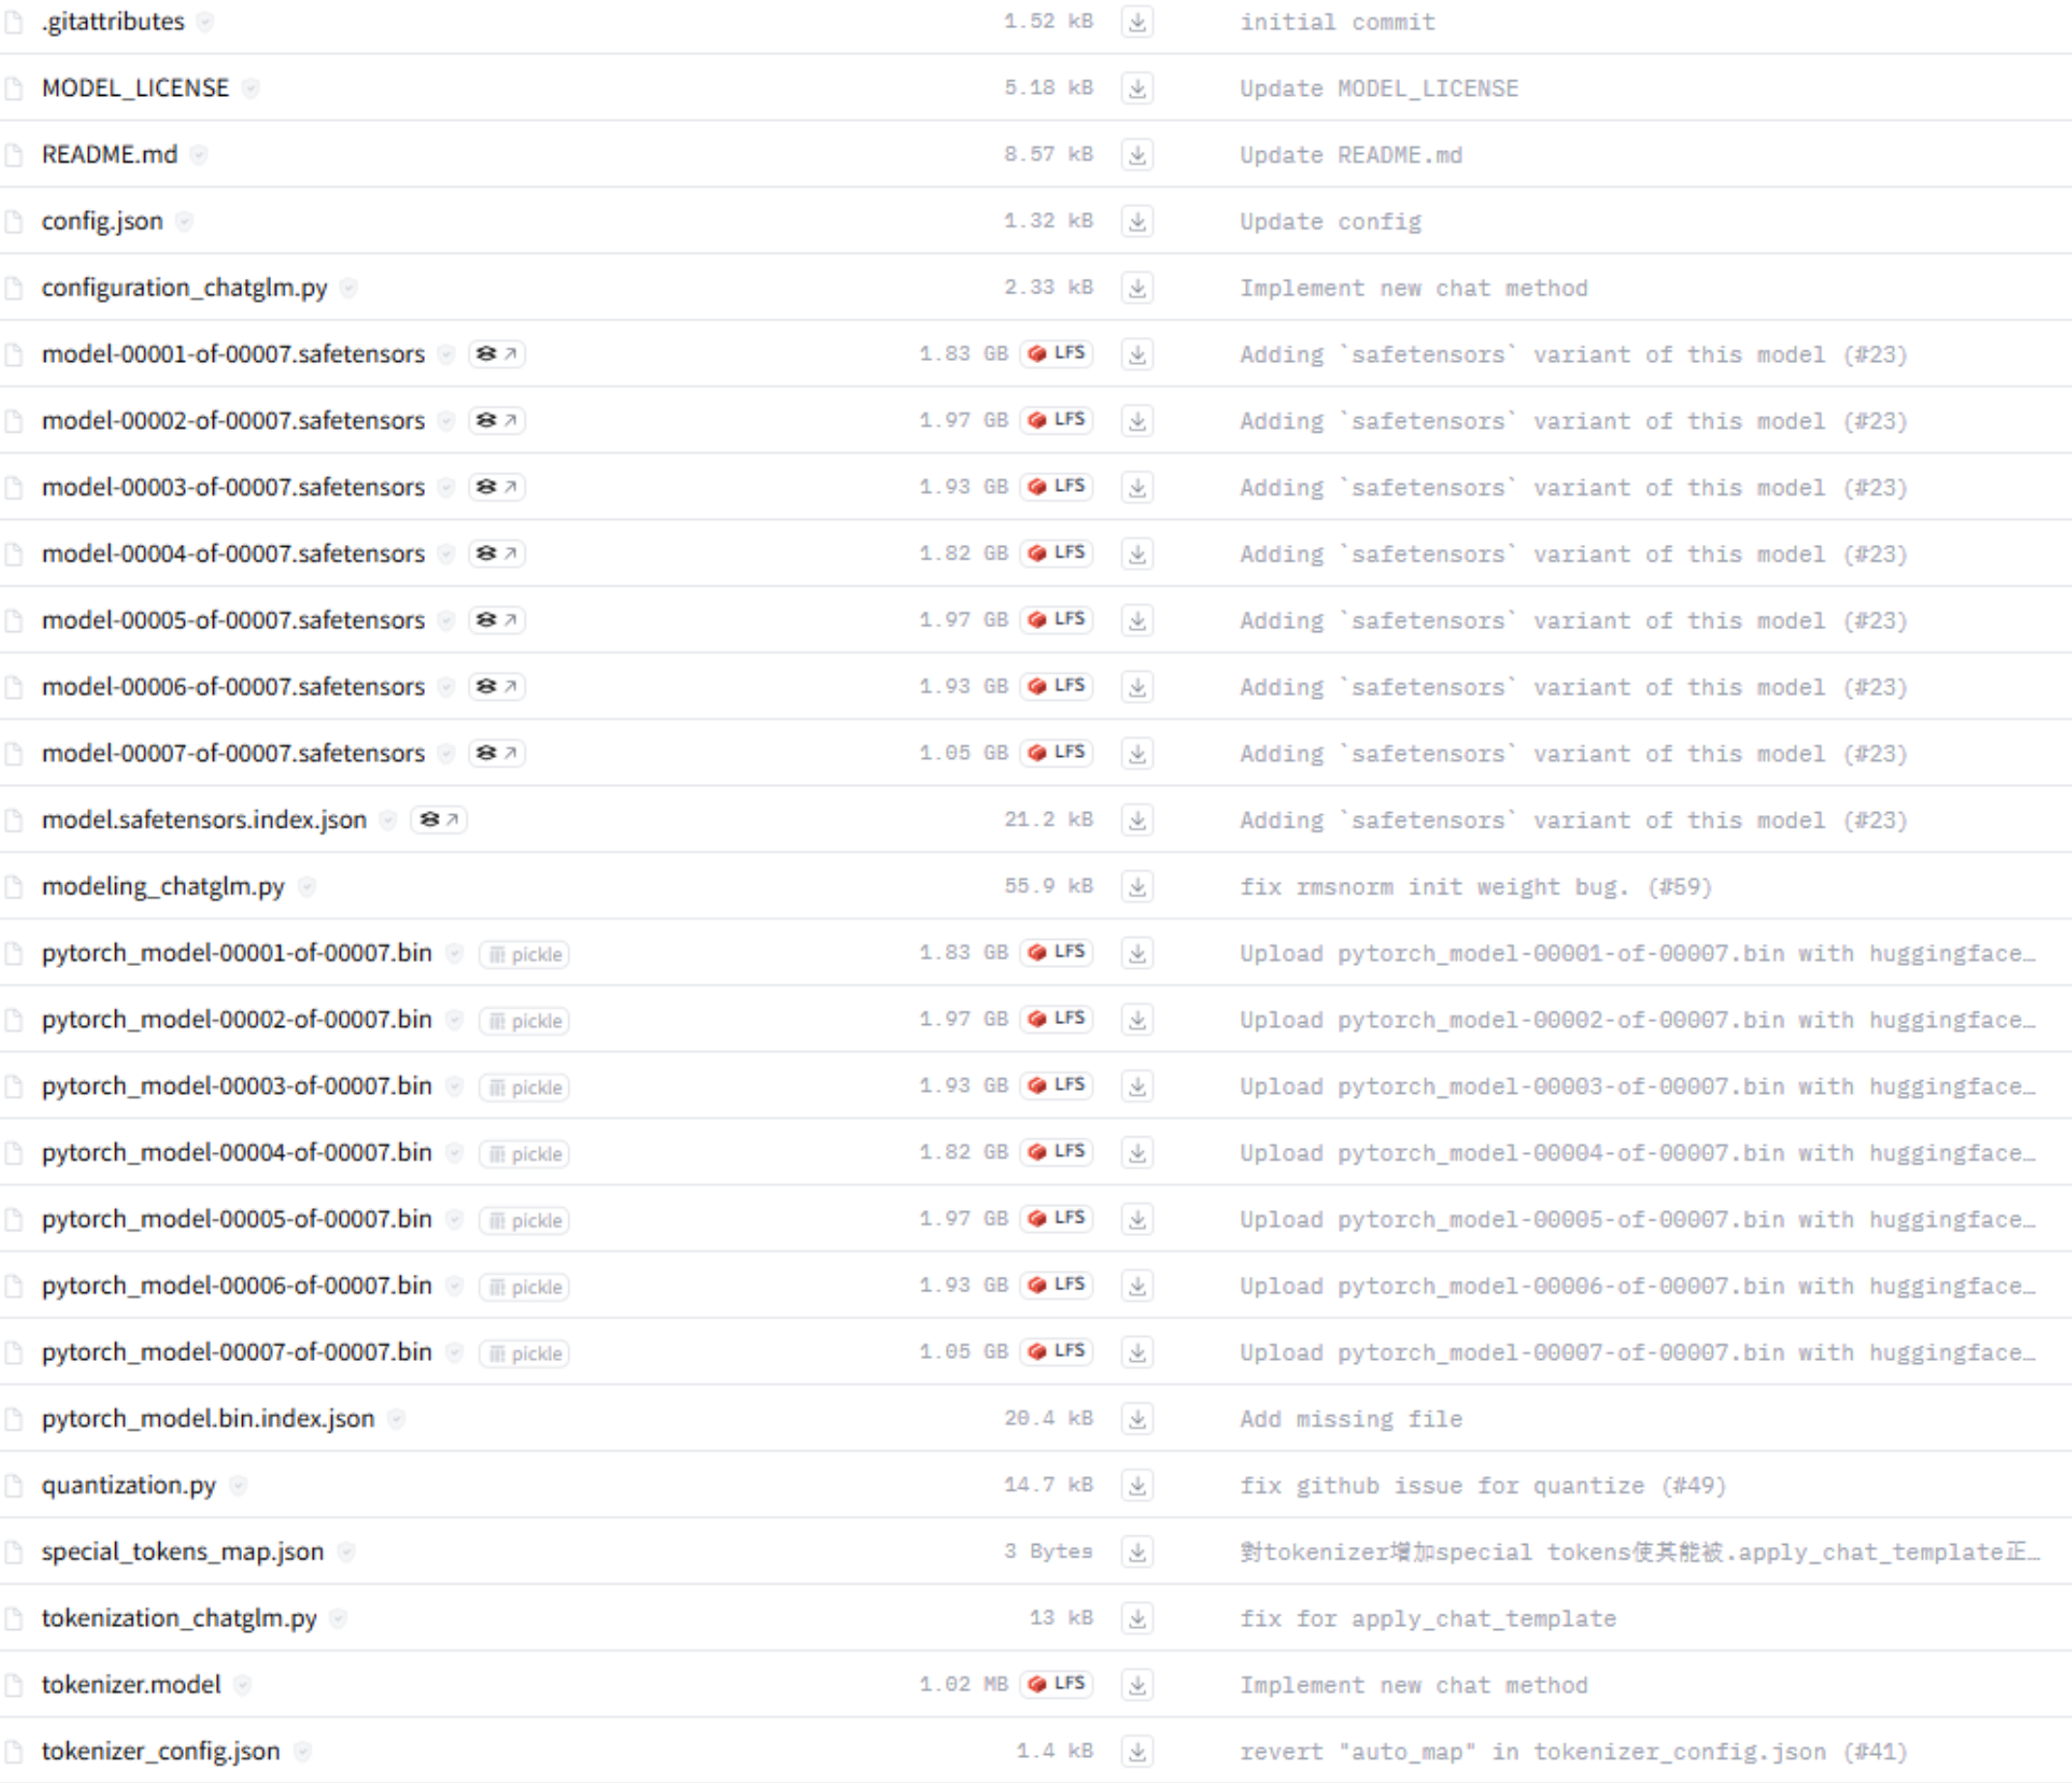 .gitattributes 1.52 kB initial commit
MODEL_LICENSE 5.18 kB Update MODEL_LICENSE
README.md 8.57 kB Update README.md
config.json 1.32 kB Update config
configuration_chatglm.py 2.33 kB Implement new chat method
model-00001-of-00007.safetensors 1.83 GB LFS Adding `safetensors` variant of this model (#23)
model-00002-of-00007.safetensors 1.97 GB LFS Adding `safetensors` variant of this model (#23)
model-00003-of-00007.safetensors 1.93 GB LFS Adding `safetensors` variant of this model (#23)
model-00004-of-00007.safetensors 1.82 GB LFS Adding `safetensors` variant of this model (#23)
model-00005-of-00007.safetensors 1.97 GB LFS Adding `safetensors` variant of this model (#23)
model-00006-of-00007.safetensors 1.93 GB LFS Adding `safetensors` variant of this model (#23)
model-00007-of-00007.safetensors 1.05 GB LFS Adding `safetensors` variant of this model (#23)
model.safetensors.index.json 21.2 kB Adding `safetensors` variant of this model (#23)
modeling_chatglm.py 55.9 kB fix rmsnorm init weight bug. (#59)
pytorch_model-00001-of-00007.bin pickle 1.83 GB LFS Upload pytorch_model-00001-of-00007.bin with huggingface…
pytorch_model-00002-of-00007.bin pickle 1.97 GB LFS Upload pytorch_model-00002-of-00007.bin with huggingface…
pytorch_model-00003-of-00007.bin pickle 1.93 GB LFS Upload pytorch_model-00003-of-00007.bin with huggingface…
pytorch_model-00004-of-00007.bin pickle 1.82 GB LFS Upload pytorch_model-00004-of-00007.bin with huggingface…
pytorch_model-00005-of-00007.bin pickle 1.97 GB LFS Upload pytorch_model-00005-of-00007.bin with huggingface…
pytorch_model-00006-of-00007.bin pickle 1.93 GB LFS Upload pytorch_model-00006-of-00007.bin with huggingface…
pytorch_model-00007-of-00007.bin pickle 1.05 GB LFS Upload pytorch_model-00007-of-00007.bin with huggingface…
pytorch_model.bin.index.json 20.4 kB Add missing file
quantization.py 14.7 kB fix github issue for quantize (#49)
special_tokens_map.json 3 Bytes 對tokenizer增加special tokens使其能被.apply_chat_template正…
tokenization_chatglm.py 13 kB fix for apply_chat_template
tokenizer.model 1.02 MB LFS Implement new chat method
tokenizer_config.json 1.4 kB revert "auto_map" in tokenizer_config.json (#41)